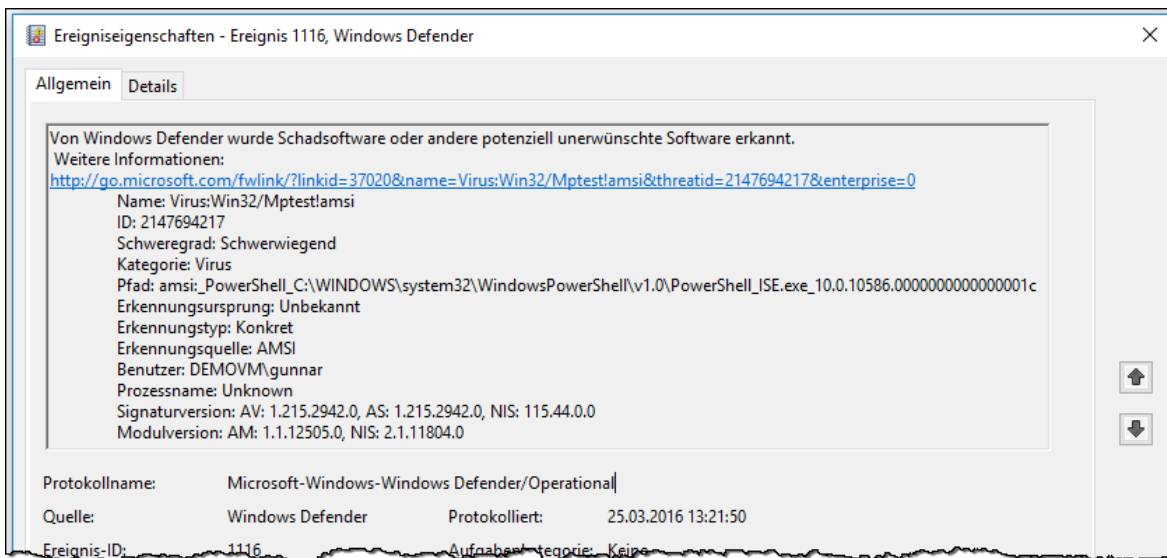 Ereigniseigenschaften - Ereignis 1116, Windows Defender
Allgemein Details
Von Windows Defender wurde Schadsoftware oder andere potenziell unerwünschte Software erkannt.
Weitere Informationen:
http://go.microsoft.com/fwlink/?linkid=37020&name=Virus:Win32/Mptest!amsi&threatid=2147694217&enterprise=0
Name: Virus:Win32/Mptest!amsi
ID: 2147694217
Schweregrad: Schwerwiegend
Kategorie: Virus
Pfad: amsi:_PowerShell_C:\WINDOWS\system32\WindowsPowerShell\v1.0\PowerShell_ISE.exe_10.0.10586.0000000000000001c
Erkennungsursprung: Unbekannt
Erkennungstyp: Konkret
Erkennungsquelle: AMSI
Benutzer: DEMOVM\gunnar
Prozessname: Unknown
Signaturversion: AV: 1.215.2942.0, AS: 1.215.2942.0, NIS: 115.44.0.0
Modulversion: AM: 1.1.12505.0, NIS: 2.1.11804.0
Protokollname: Microsoft-Windows-Windows Defender/Operational
Quelle: Windows Defender Protokolliert: 25.03.2016 13:21:50
Ereignis-ID: 1116 Aufgabenkategorie: Keine